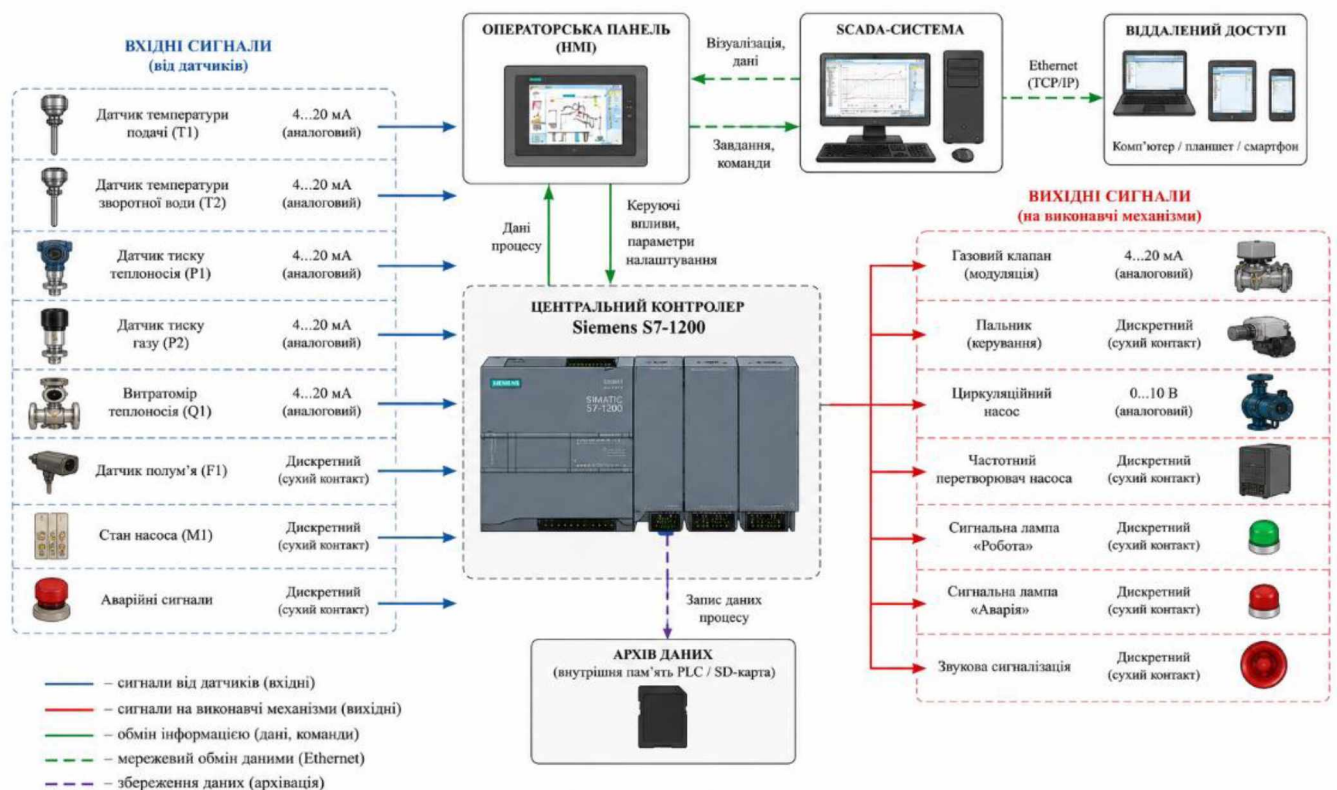 ВХІДНІ СИГНАЛИ
(від датчиків)
Датчик температури
подачі (T1)
4...20 мА
(аналоговий)
Датчик температури
зворотної води (T2)
4...20 мА
(аналоговий)
Датчик тиску
теплоносія (P1)
4...20 мА
(аналоговий)
Датчик тиску
газу (P2)
4...20 мА
(аналоговий)
Витратомір
теплоносія (Q1)
4...20 мА
(аналоговий)
Датчик полум’я (F1)
Дискретний
(сухий контакт)
Стан насоса (M1)
Дискретний
(сухий контакт)
Аварійні сигнали
Дискретний
(сухий контакт)
ОПЕРАТОРСЬКА ПАНЕЛЬ
(HMI)
Візуалізація,
дані
Завдання,
команди
SCADA-СИСТЕМА
Ethernet
(TCP/IP)
ВІДДАЛЕНИЙ ДОСТУП
Комп’ютер / планшет / смартфон
Дані
процесу
Керуючі
впливи,
параметри
налаштування
ЦЕНТРАЛЬНИЙ КОНТРОЛЕР
Siemens S7-1200
SIEMENS
SIMATIC
S7-1200
Запис даних
процесу
АРХІВ ДАНИХ
(внутрішня пам’ять PLC / SD-карта)
ВИХІДНІ СИГНАЛИ
(на виконавчі механізми)
Газовий клапан
(модуляція)
4...20 мА
(аналоговий)
Пальник
(керування)
Дискретний
(сухий контакт)
Циркуляційний
насос
0...10 В
(аналоговий)
Частотний
перетворювач насоса
Дискретний
(сухий контакт)
Сигнальна лампа
«Робота»
Дискретний
(сухий контакт)
Сигнальна лампа
«Аварія»
Дискретний
(сухий контакт)
Звукова сигналізація
Дискретний
(сухий контакт)
– сигнали від датчиків (вхідні)
– сигнали на виконавчі механізми (вихідні)
– обмін інформацією (дані, команди)
– мережевий обмін даними (Ethernet)
– збереження даних (архівація)